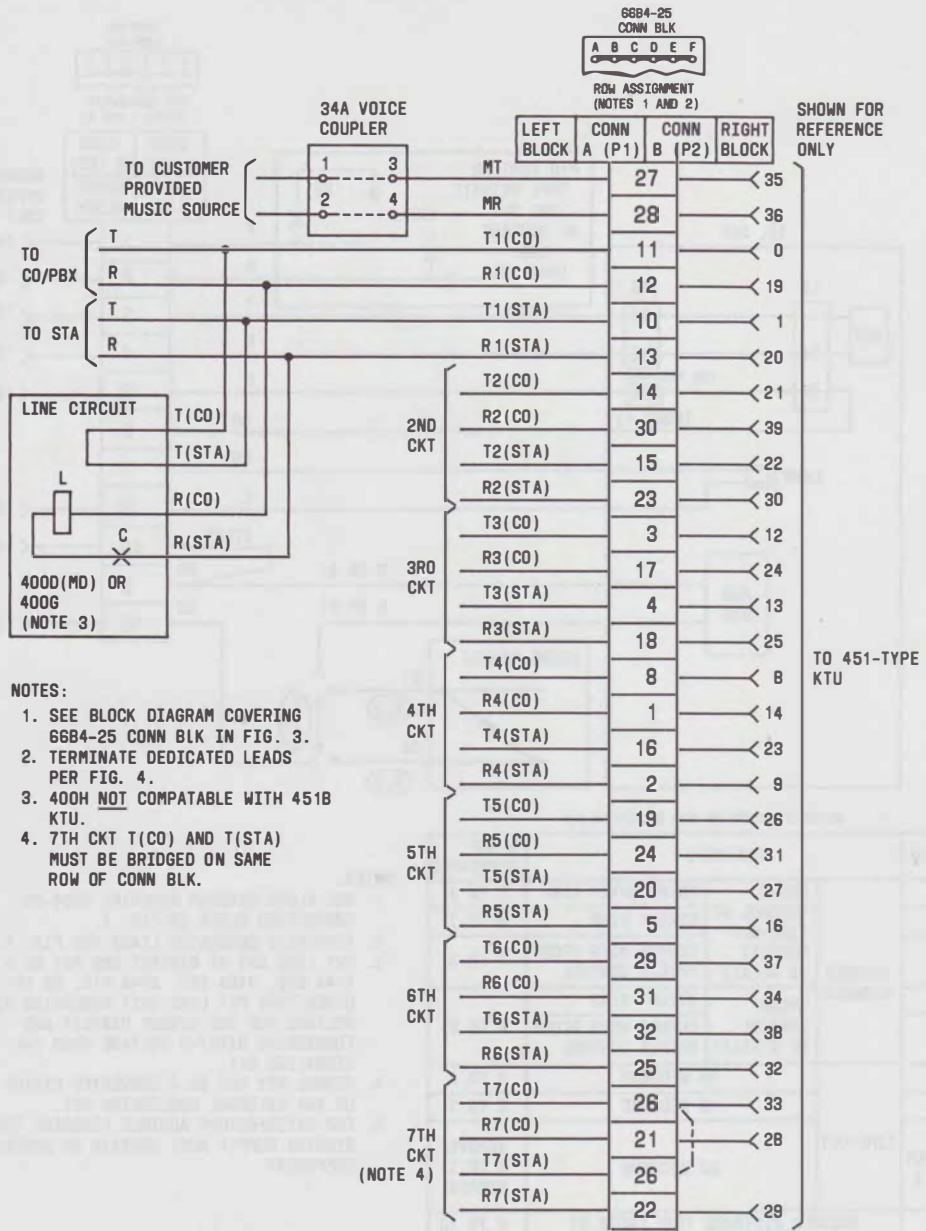 66B4-25
CONN BLK
A B C D E F
ROW ASSIGNMENT
(NOTES 1 AND 2)
SHOWN FOR
REFERENCE
ONLY
34A VOICE
COUPLER
LEFT BLOCK CONN A (P1) CONN B (P2) RIGHT BLOCK
TO CUSTOMER
PROVIDED
MUSIC SOURCE
1 3
2 4
MT 27 35
MR 28 36
TO
CO/PBX
T
R
T1(CO) 11 0
R1(CO) 12 19
TO STA
T
R
T1(STA) 10 1
R1(STA) 13 20
2ND
CKT
T2(CO) 14 21
R2(CO) 30 39
T2(STA) 15 22
R2(STA) 23 30
LINE CIRCUIT
T(CO)
T(STA)
L
R(CO)
C
R(STA)
400D(MD) OR
400G
(NOTE 3)
3RD
CKT
T3(CO) 3 12
R3(CO) 17 24
T3(STA) 4 13
R3(STA) 18 25
TO 451-TYPE
KTU
4TH
CKT
T4(CO) 8 8
R4(CO) 1 14
T4(STA) 16 23
R4(STA) 2 9
5TH
CKT
T5(CO) 19 26
R5(CO) 24 31
T5(STA) 20 27
R5(STA) 5 16
6TH
CKT
T6(CO) 29 37
R6(CO) 31 34
T6(STA) 32 38
R6(STA) 25 32
7TH
CKT
(NOTE 4)
T7(CO) 26 33
R7(CO) 21 28
T7(STA) 26
R7(STA) 22 29
NOTES:
1. SEE BLOCK DIAGRAM COVERING
66B4-25 CONN BLK IN FIG. 3.
2. TERMINATE DEDICATED LEADS
PER FIG. 4.
3. 400H NOT COMPATABLE WITH 451B
KTU.
4. 7TH CKT T(CO) AND T(STA)
MUST BE BRIDGED ON SAME
ROW OF CONN BLK.